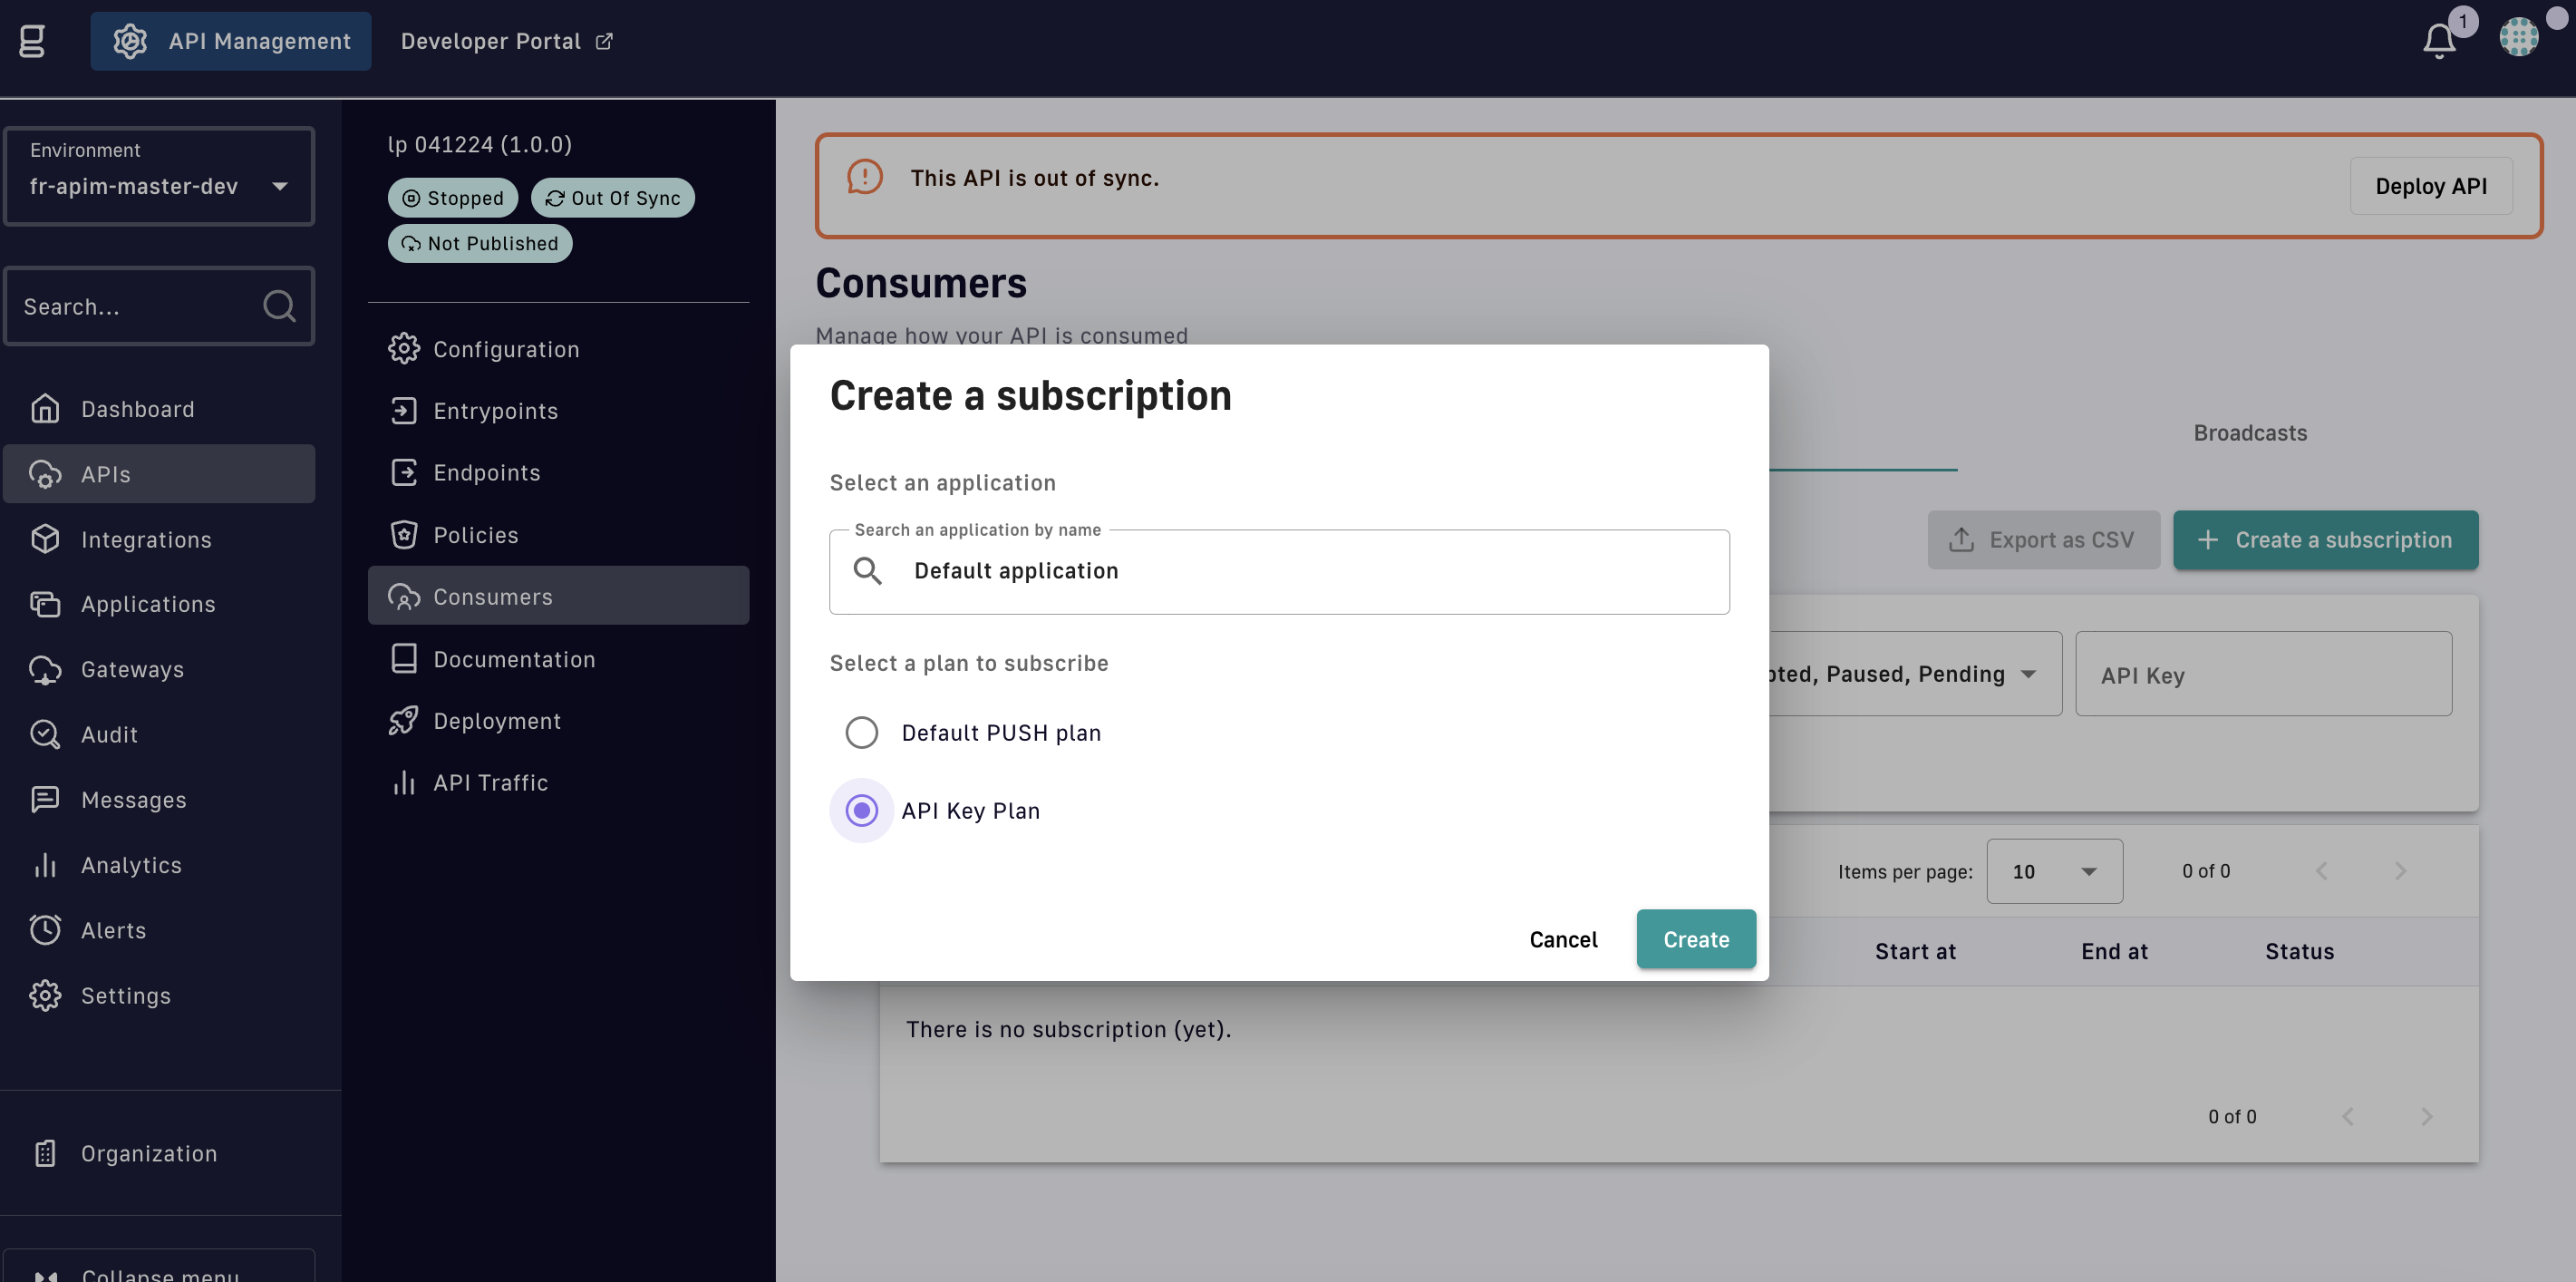 API Management
Developer Portal
1
Environment
fr-apim-master-dev
Search...
Dashboard
APIs
Integrations
Applications
Gateways
Audit
Messages
Analytics
Alerts
Settings
Organization
Collapse menu
lp 041224 (1.0.0)
Stopped
Out Of Sync
Not Published
Configuration
Entrypoints
Endpoints
Policies
Consumers
Documentation
Deployment
API Traffic
This API is out of sync.
Deploy API
Consumers
Manage how your API is consumed
Broadcasts
Export as CSV
Create a subscription
Paused, Pending
API Key
Items per page:
10
0 of 0
Start at
End at
Status
There is no subscription (yet).
0 of 0
Create a subscription
Select an application
Search an application by name
Default application
Select a plan to subscribe
Default PUSH plan
API Key Plan
Cancel
Create